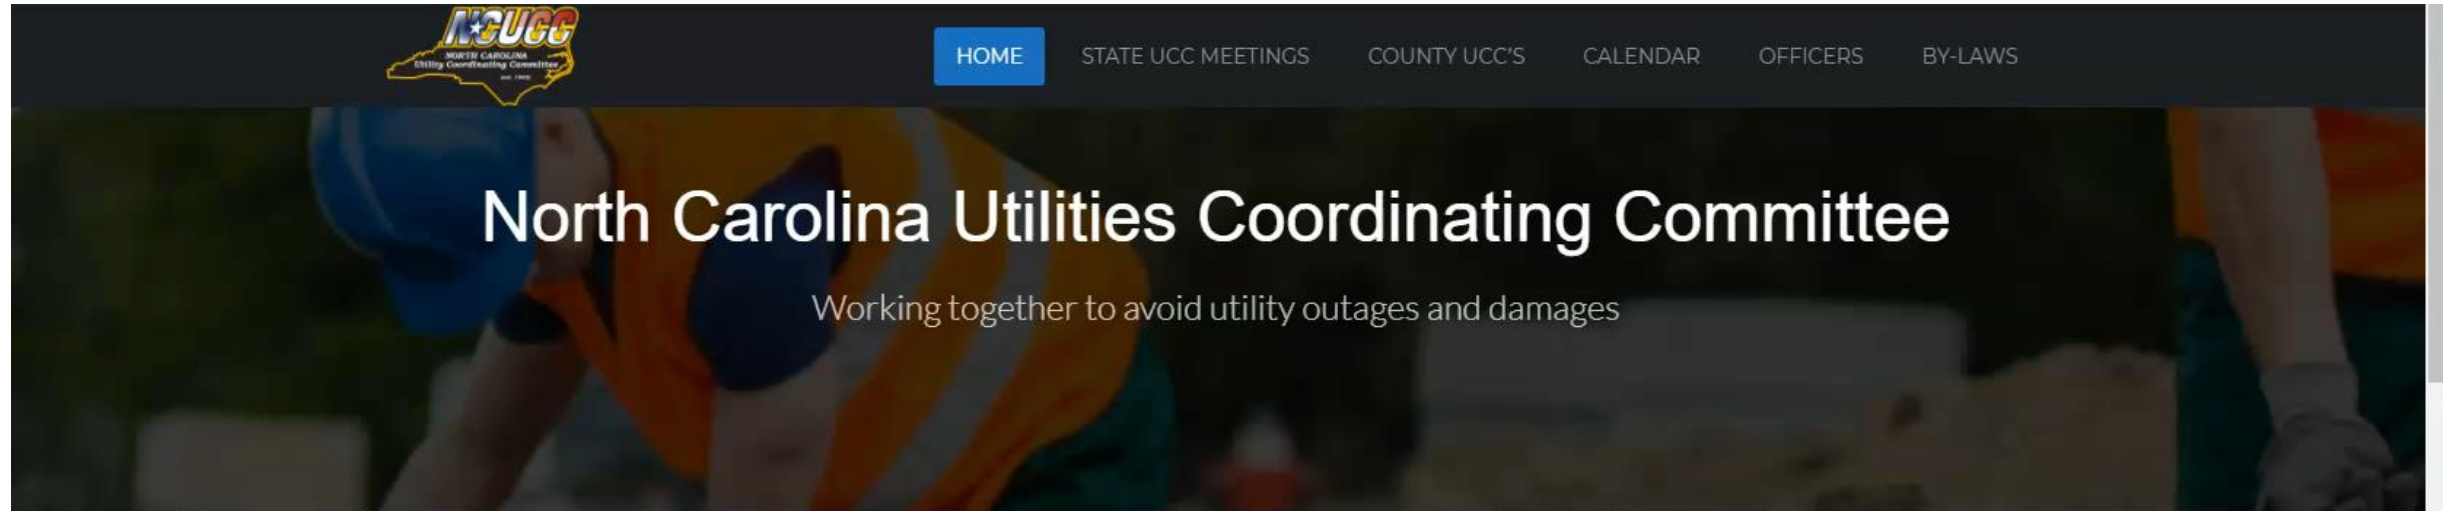 NCUCC
NORTH CAROLINA
Utility Coordinating Committee
HOME STATE UCC MEETINGS COUNTY UCC'S CALENDAR OFFICERS BY-LAWS
North Carolina Utilities Coordinating Committee
Working together to avoid utility outages and damages